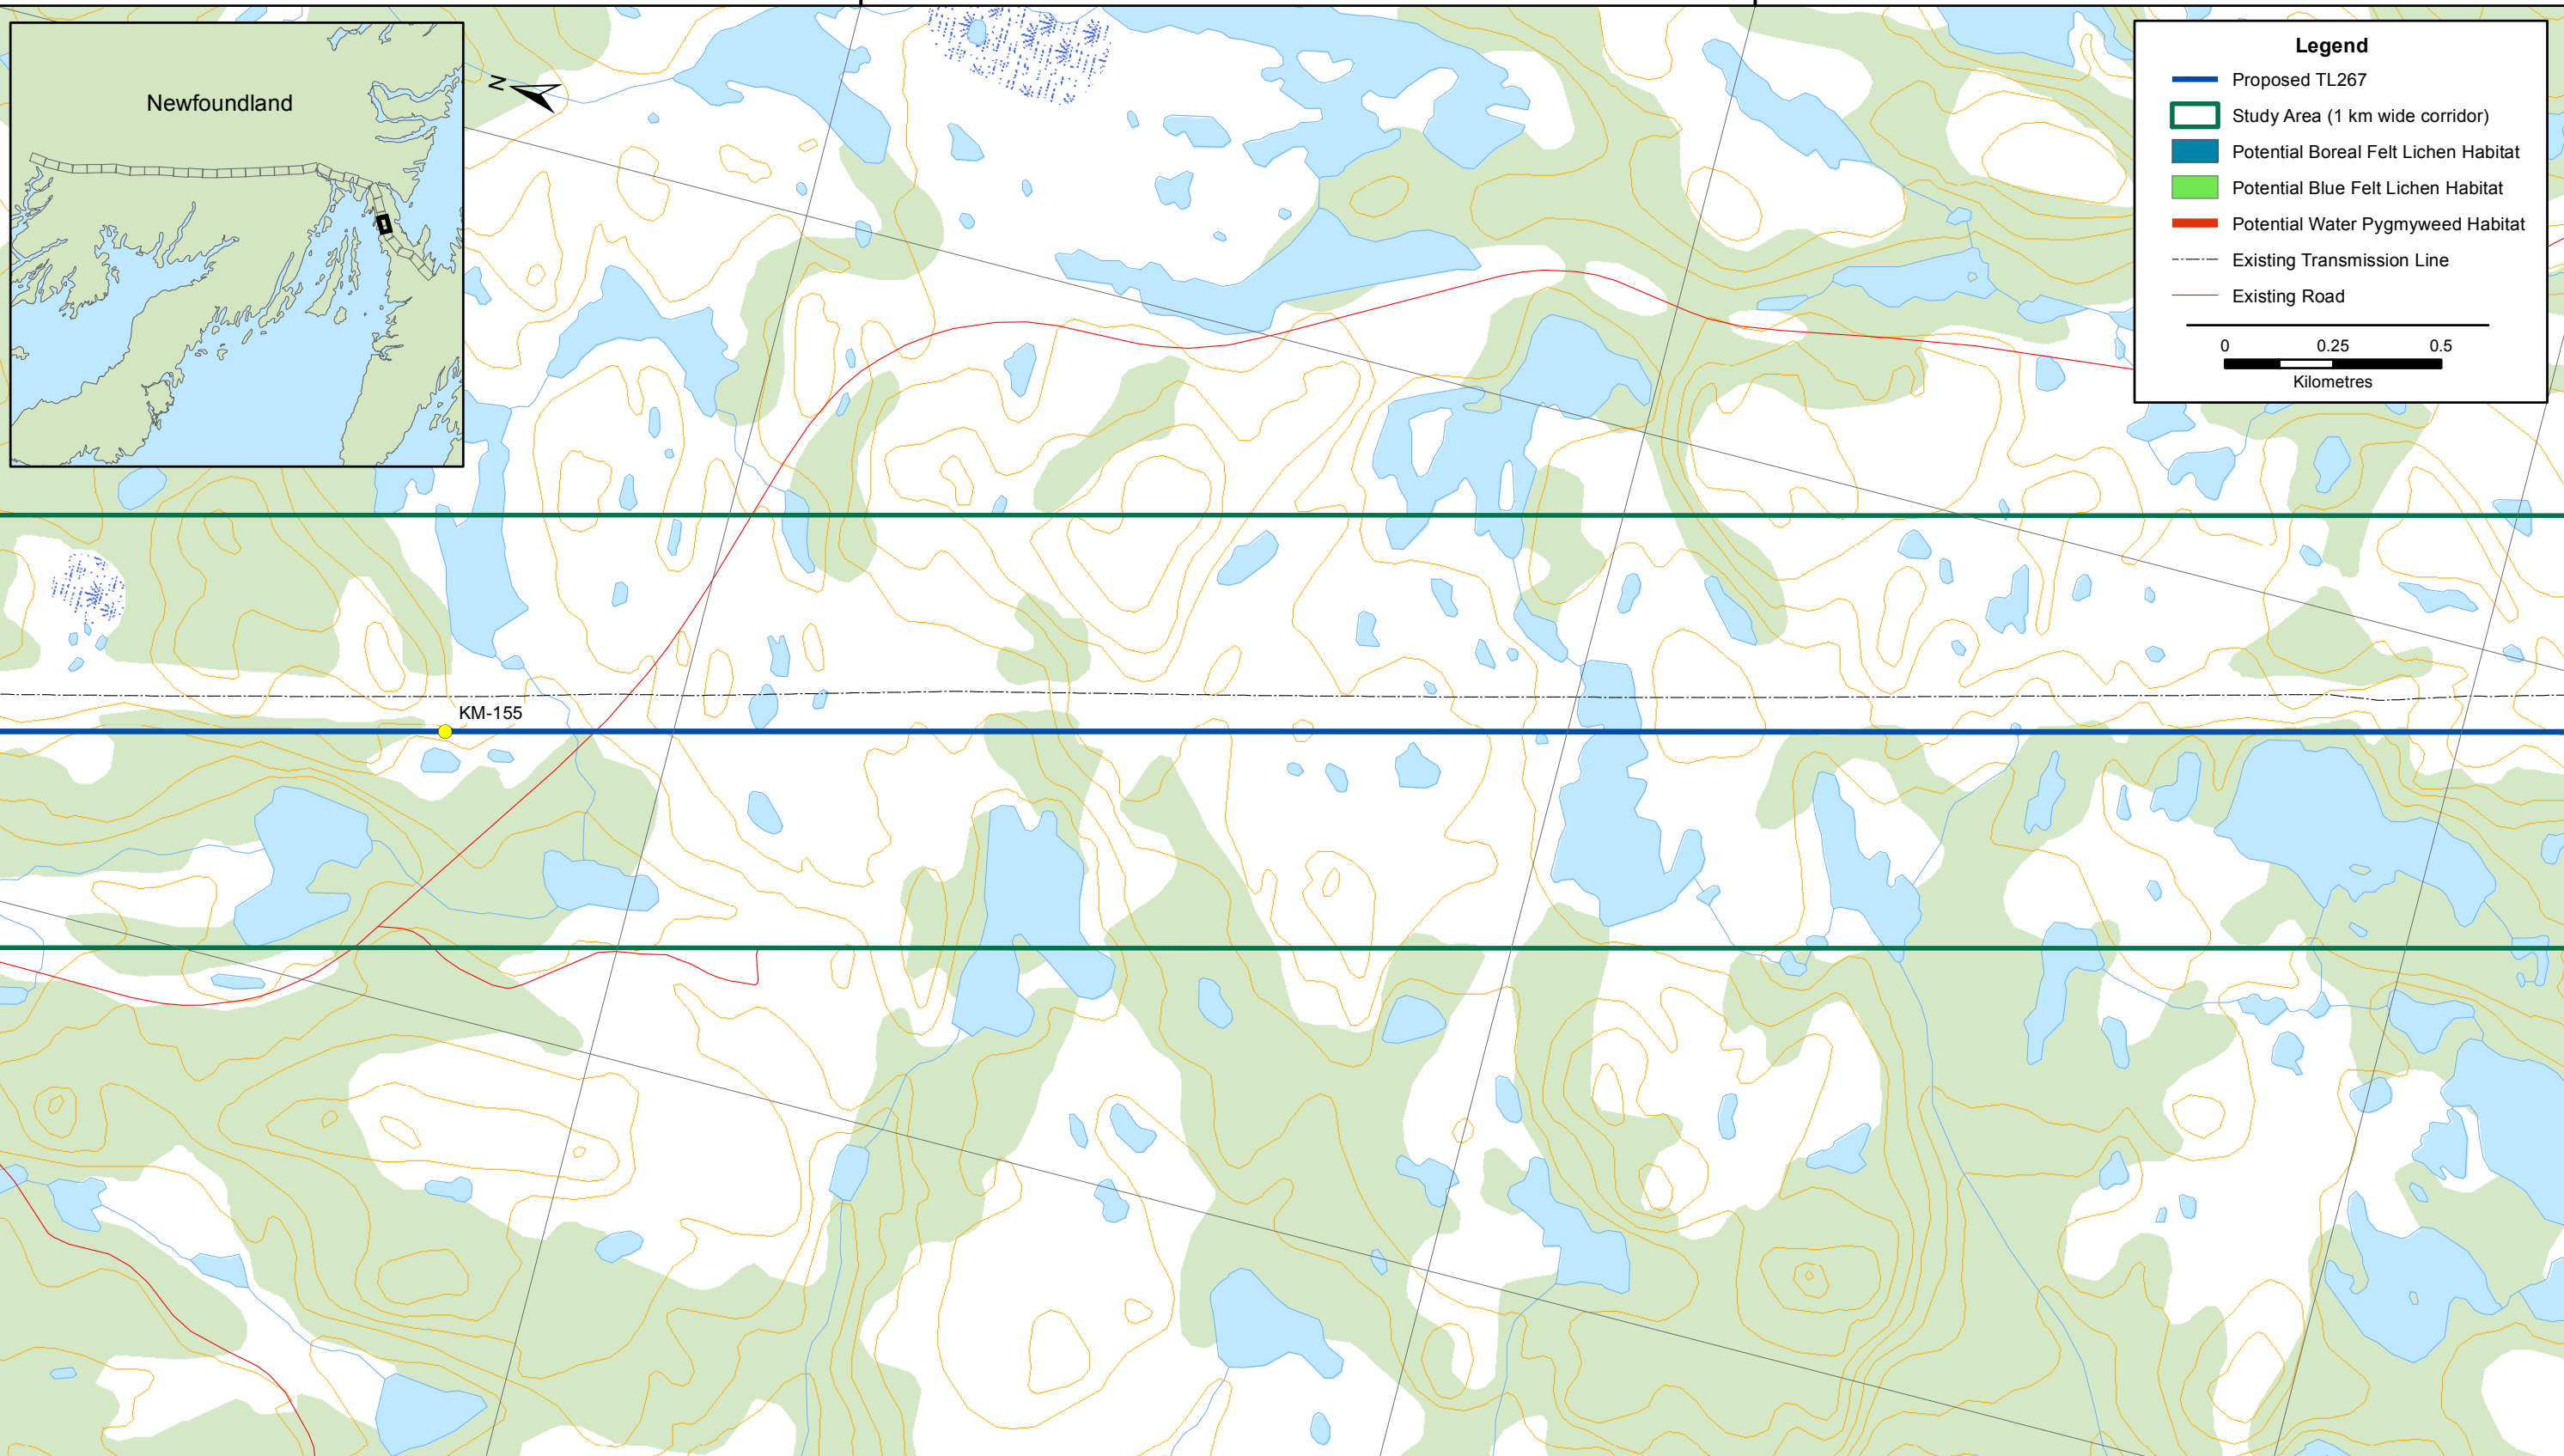 Newfoundland
N
Legend
Proposed TL267
Study Area (1 km wide corridor)
Potential Boreal Felt Lichen Habitat
Potential Blue Felt Lichen Habitat
Potential Water Pygmyweed Habitat
Existing Transmission Line
Existing Road
0 0.25 0.5
Kilometres
KM-155